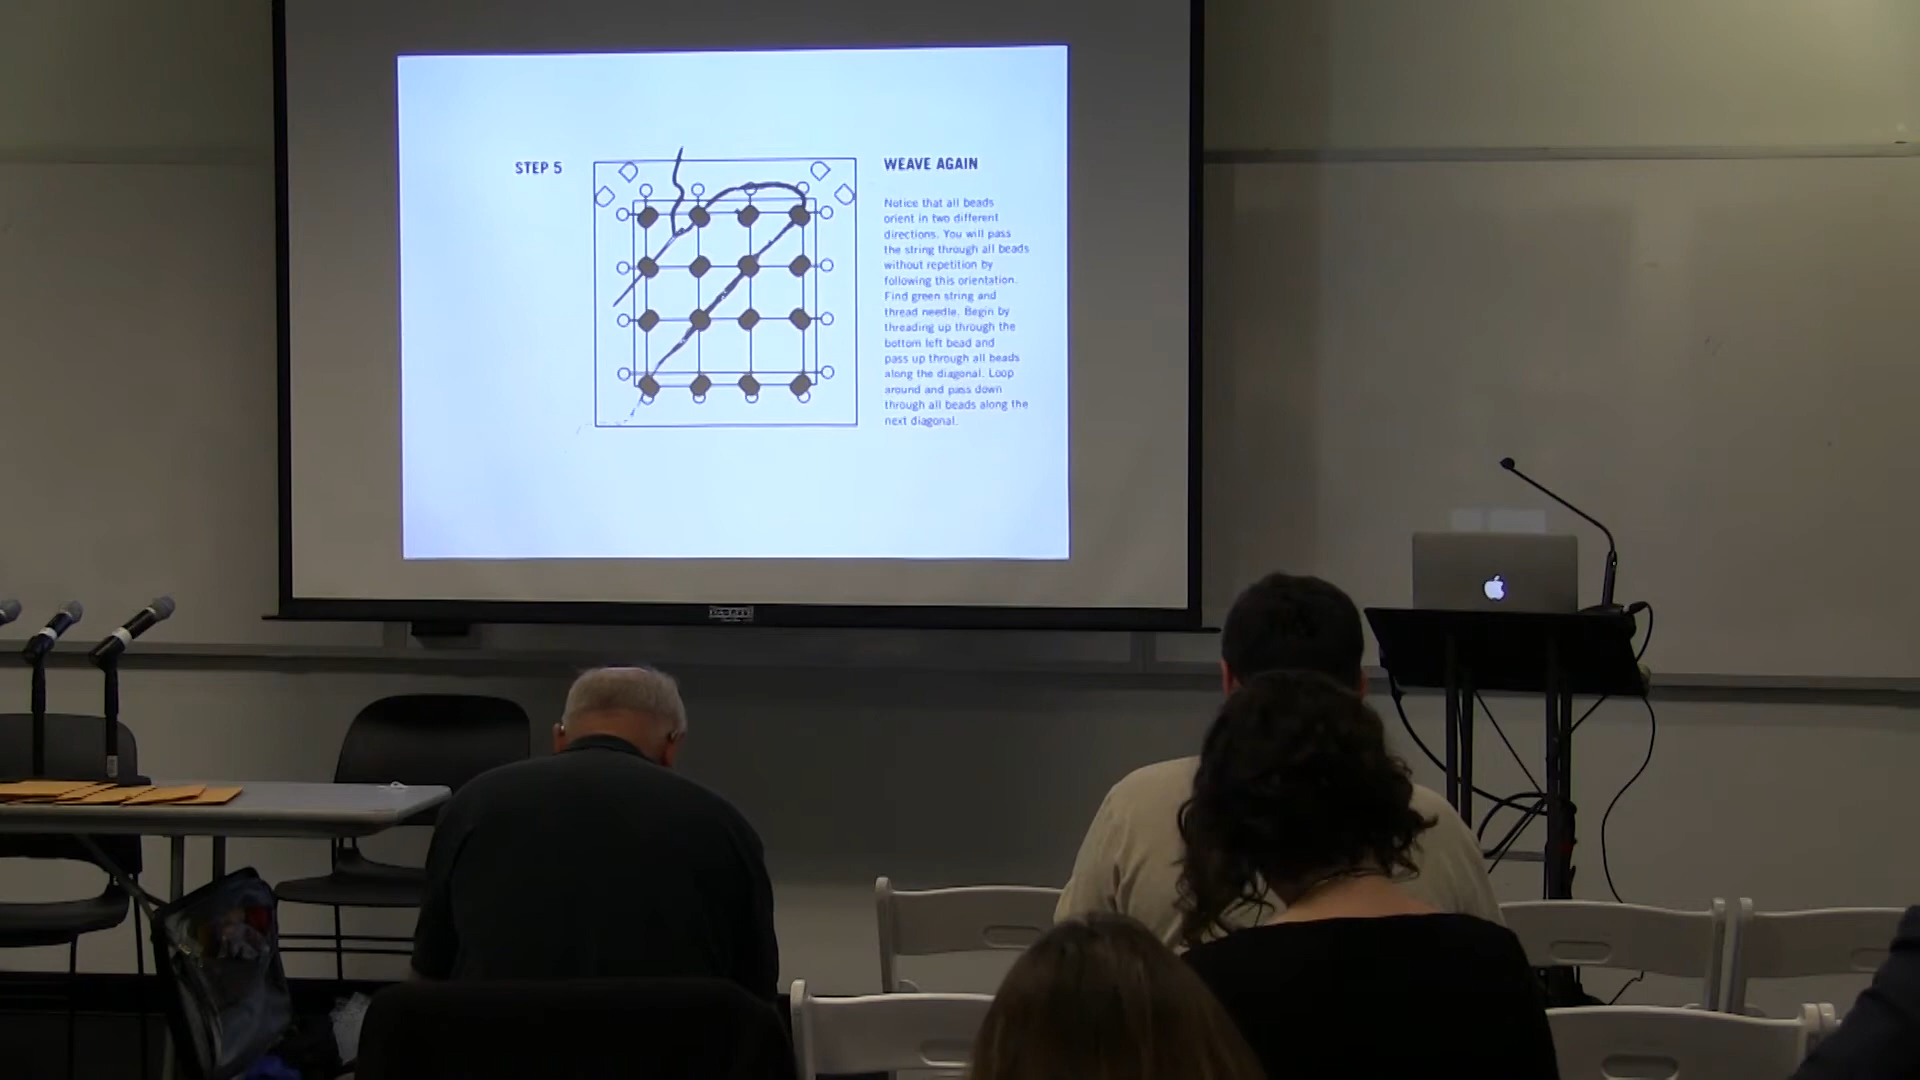 STEP 5
WEAVE AGAIN
Notice that all beads
orient in two different
directions. You will pass
the string through all beads
without repetition by
following this orientation.
Find green string and
thread needle. Begin by
threading up through the
bottom left bead and
pass up through all beads
along the diagonal. Loop
around and pass down
through all beads along the
next diagonal.
DA-LITE